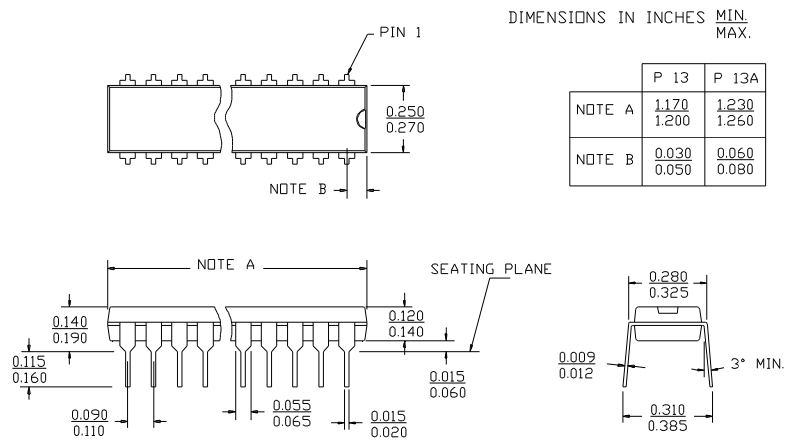 DIMENSIONS IN INCHES MIN.
MAX.
PIN 1
P 13 P 13A
NOTE A 1.170 1.230
1.200 1.260
NOTE B 0.030 0.060
0.050 0.080
0.250
0.270
NOTE B
NOTE A
SEATING PLANE
0.280
0.325
0.140
0.190
0.120
0.140
0.115
0.160
0.015
0.060
0.009
0.012
3° MIN.
0.090
0.110
0.055
0.065
0.015
0.020
0.310
0.385